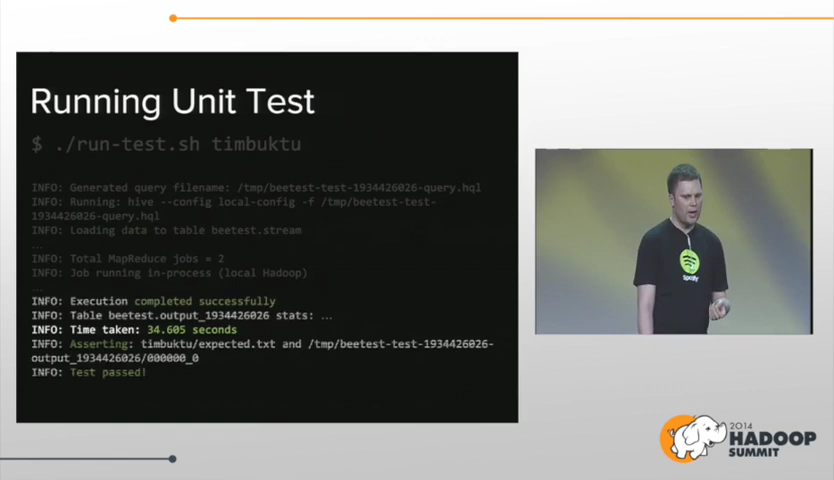 Running Unit Test
$ ./run-test.sh timbuktu
INFO: Generated query filename: /tmp/beetest-test-1934426026-query.hql
INFO: Running: hive --config local-config -f /tmp/beetest-test-
1934426026-query.hql
INFO: Loading data to table beetest.stream
...
INFO: Total MapReduce jobs = 2
INFO: Job running in-process (local Hadoop)
...
INFO: Execution completed successfully
INFO: Table beetest.output_1934426026 stats: ...
INFO: Time taken: 34.605 seconds
INFO: Asserting: timbuktu/expected.txt and /tmp/beetest-test-1934426026-
output_1934426026/000000_0
INFO: Test passed!
Spotify
2014
HADOOP
SUMMIT